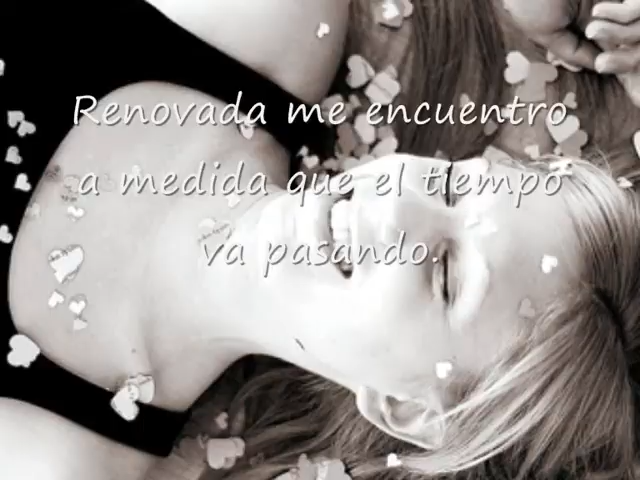 Renovada me encuentro
a medida que el tiempo
va pasando.